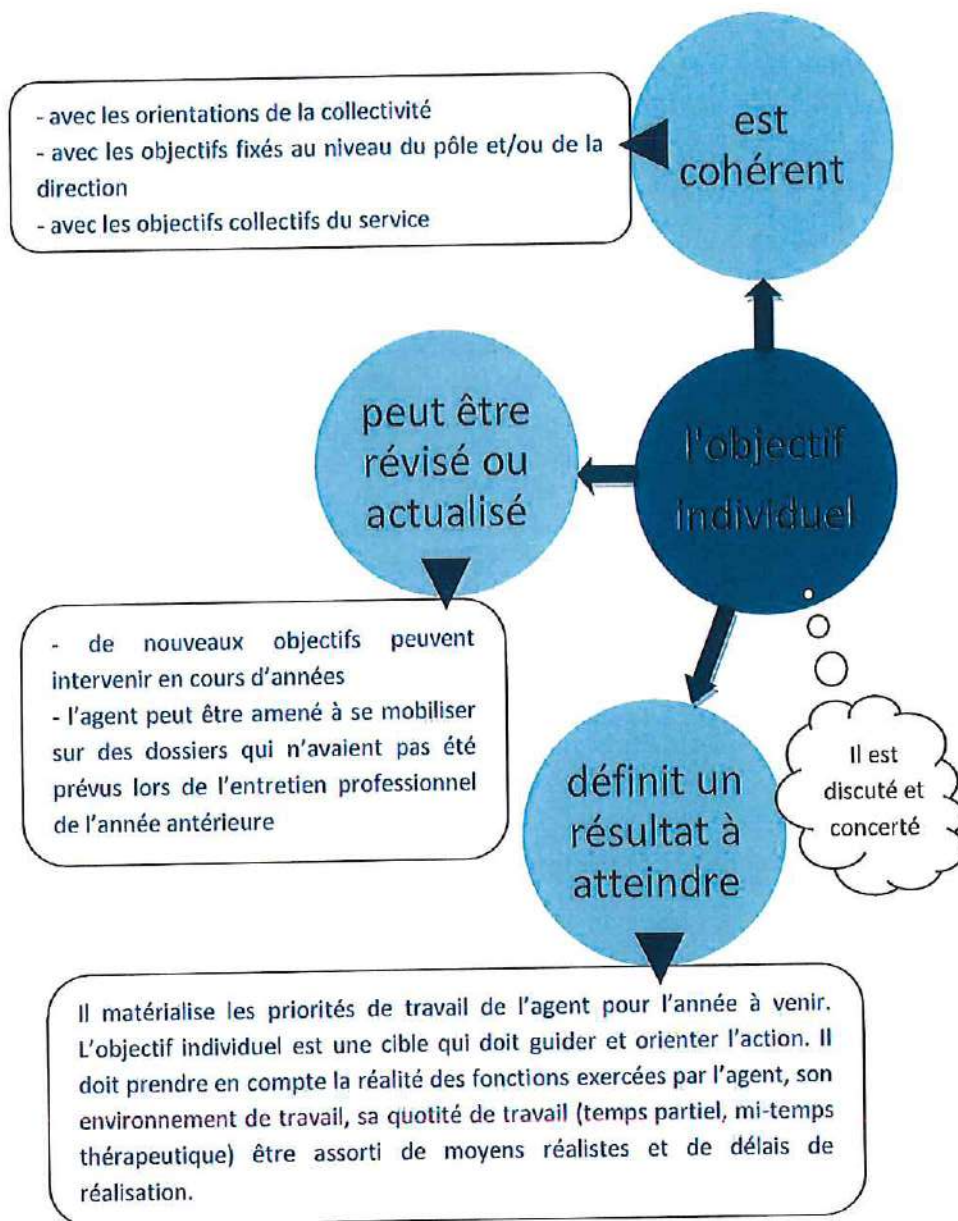 - avec les orientations de la collectivité
- avec les objectifs fixés au niveau du pôle et/ou de la
direction
- avec les objectifs collectifs du service
est
cohérent
peut être
révisé ou
actualisé
l'objectif
individuel
- de nouveaux objectifs peuvent
intervenir en cours d'années
- l'agent peut être amené à se mobiliser
sur des dossiers qui n'avaient pas été
prévus lors de l'entretien professionnel
de l'année antérieure
définit un
résultat à
atteindre
Il est
discuté et
concerté
Il matérialise les priorités de travail de l'agent pour l'année à venir.
L'objectif individuel est une cible qui doit guider et orienter l'action. Il
doit prendre en compte la réalité des fonctions exercées par l'agent, son
environnement de travail, sa quotité de travail (temps partiel, mi-temps
thérapeutique) être assorti de moyens réalistes et de délais de
réalisation.